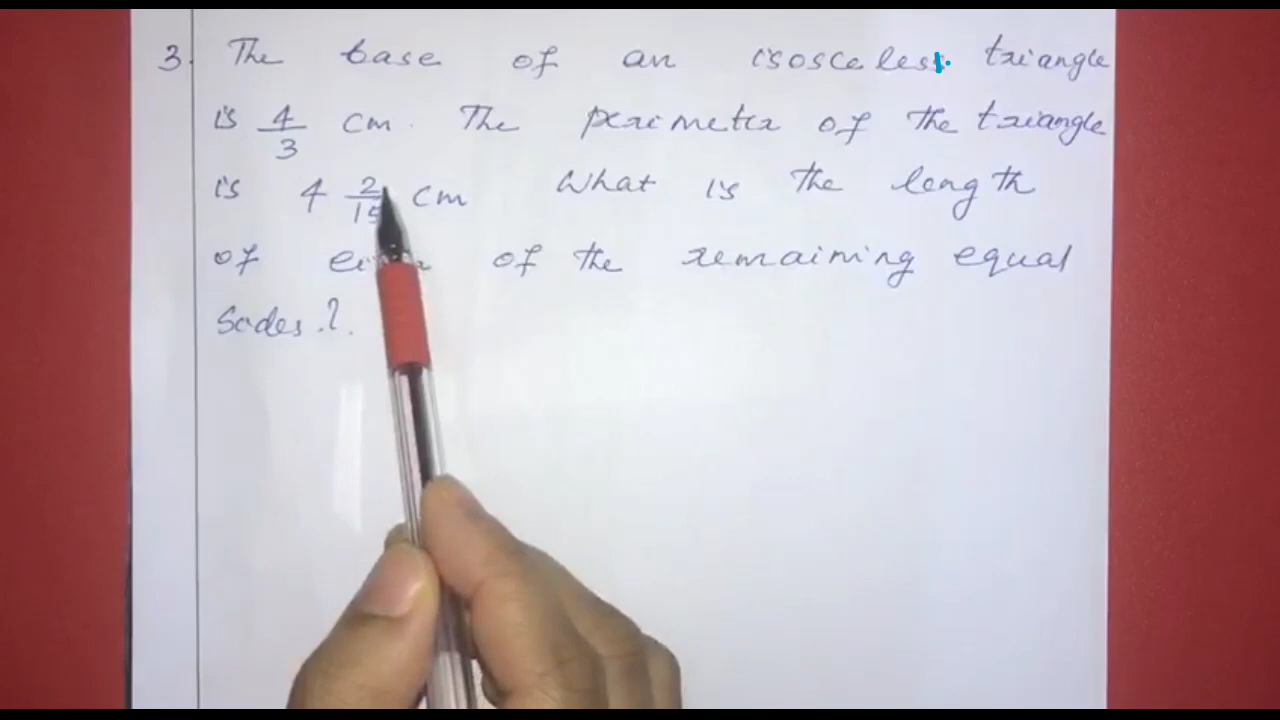 3. The base of an isosceles triangle
is 4/3 cm. The perimeter of the triangle
is 4 2/15 cm What is the length
of of the remaining equal
Sades.?.